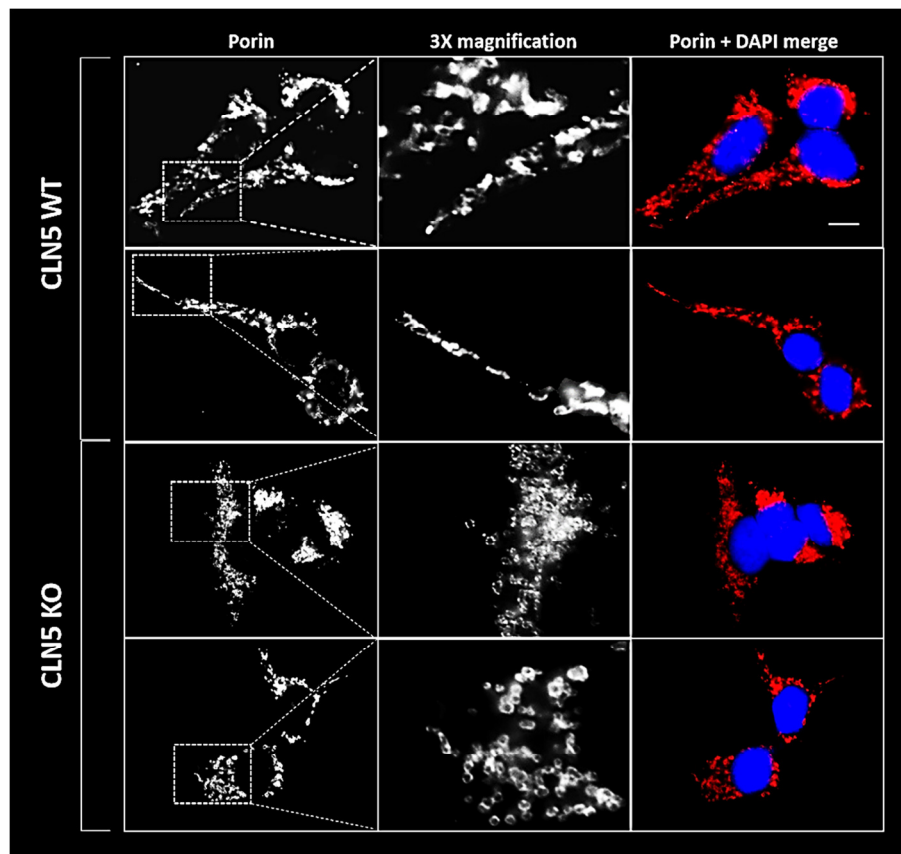 Porin
3X magnification
Porin + DAPI merge
CLN5 WT
CLN5 KO